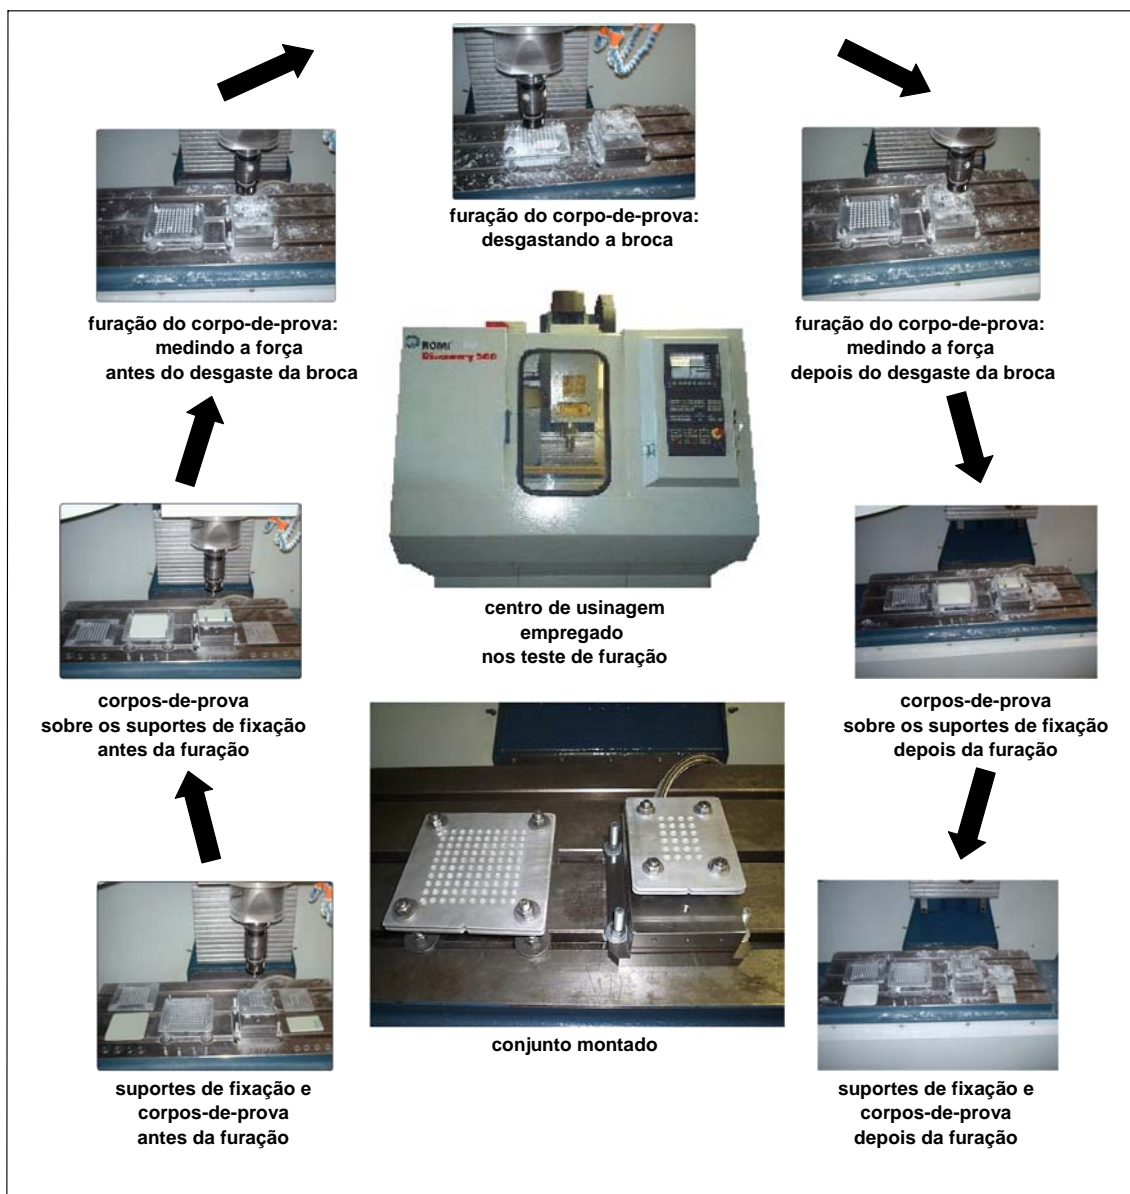 furação do corpo-de-prova:
desgastando a broca
furação do corpo-de-prova:
medindo a força
antes do desgaste da broca
furação do corpo-de-prova:
medindo a força
depois do desgaste da broca
ROMI
Discovery 560
centro de usinagem
empregado
nos teste de furação
corpos-de-prova
sobre os suportes de fixação
antes da furação
corpos-de-prova
sobre os suportes de fixação
depois da furação
conjunto montado
suportes de fixação e
corpos-de-prova
antes da furação
suportes de fixação e
corpos-de-prova
depois da furação